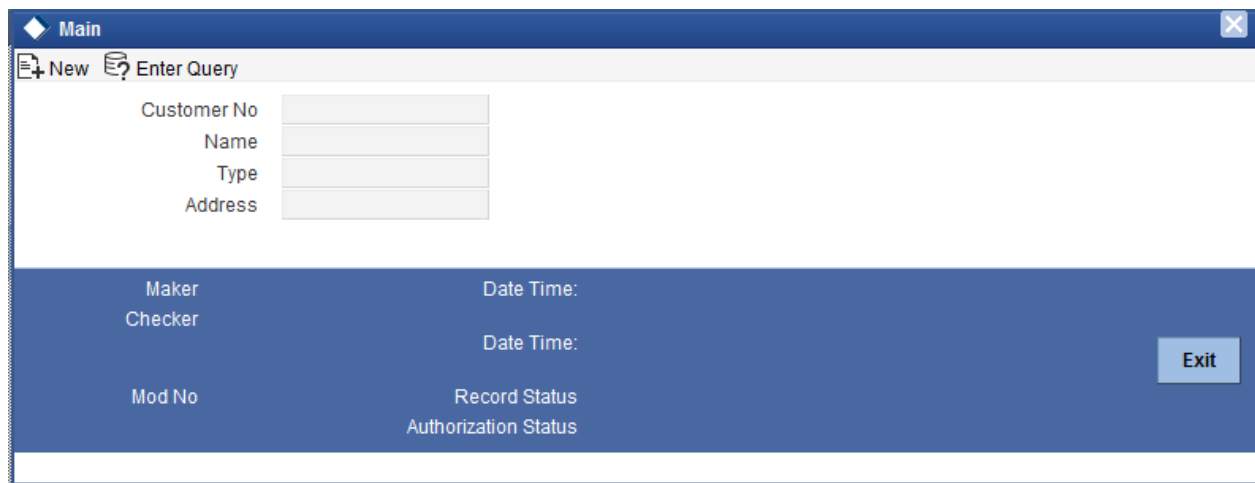 Main
New Enter Query
Customer No
Name
Type
Address
Maker Date Time:
Checker
Date Time:
Exit
Mod No Record Status
Authorization Status